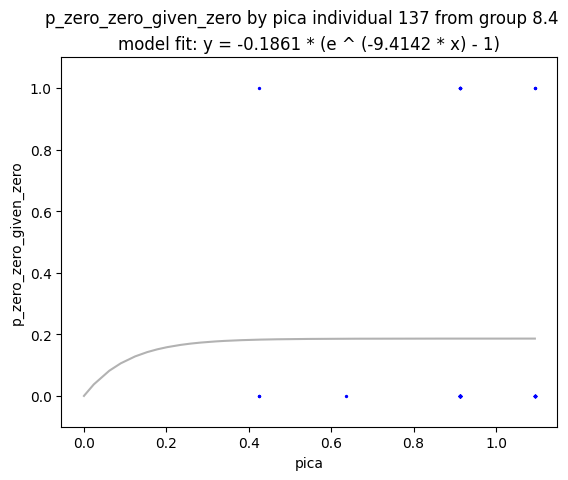 p_zero_zero_given_zero by pica individual 137 from group 8.4
model fit: y = -0.1861 * (e ^ (-9.4142 * x) - 1)
1.0
0.8
0.6
0.4
0.2
0.0
p_zero_zero_given_zero
0.0 0.2 0.4 0.6 0.8 1.0
pica